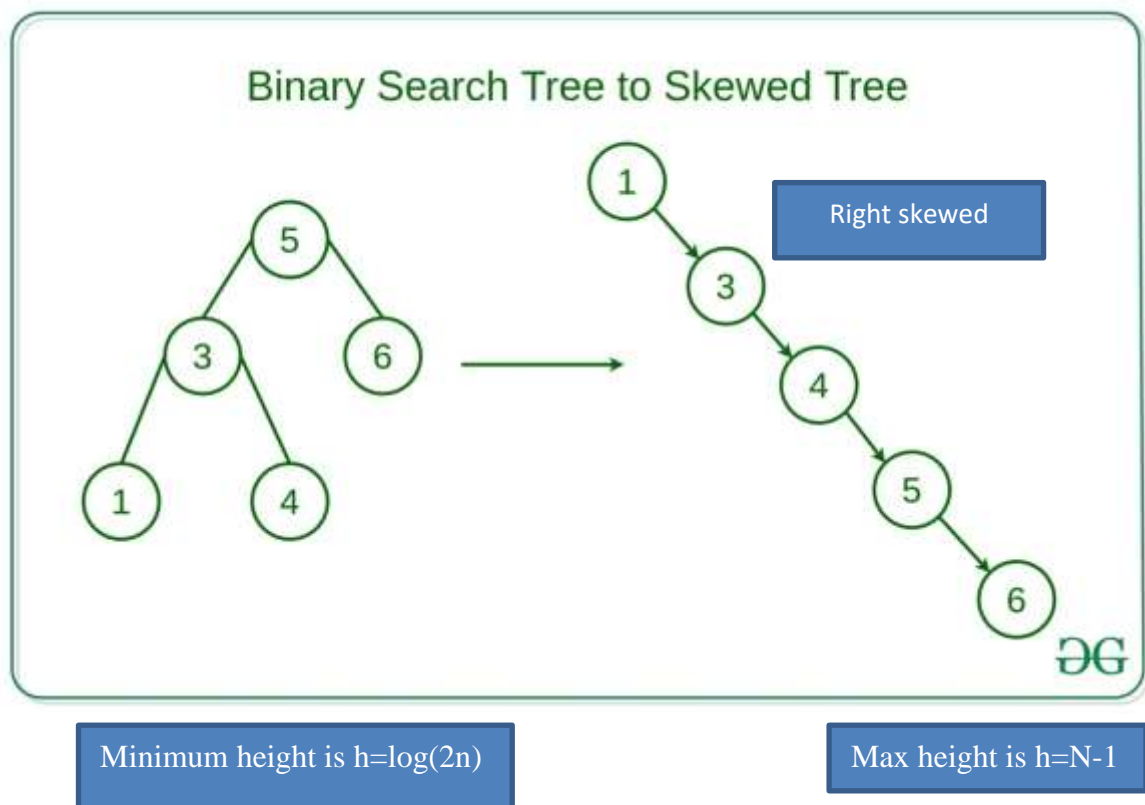 Binary Search Tree to Skewed Tree
5
3
6
1
4
1
Right skewed
3
4
5
6
GG
Minimum height is h=log(2n)
Max height is h=N-1